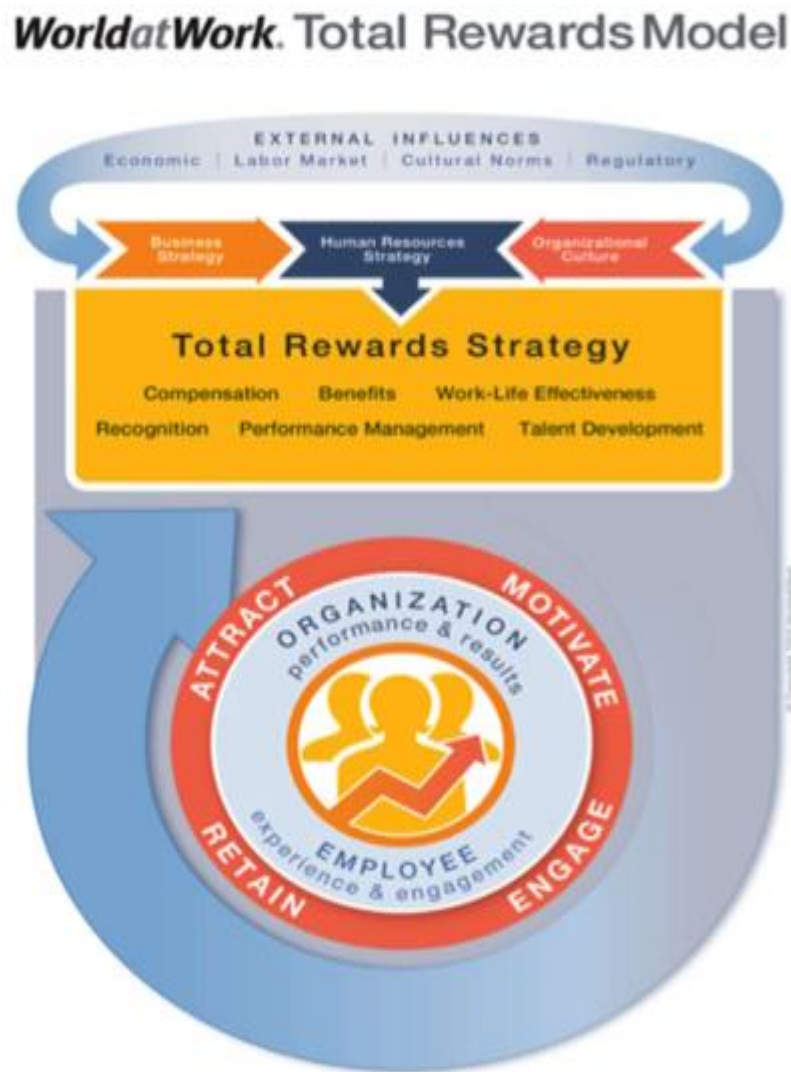 WorldatWork. Total Rewards Model
EXTERNAL INFLUENCES
Economic | Labor Market | Cultural Norms | Regulatory
Business
Strategy
Human Resources
Strategy
Organizational
Culture
Total Rewards Strategy
Compensation Benefits Work-Life Effectiveness
Recognition Performance Management Talent Development
ATTRACT
MOTIVATE
ORGANIZATION
performance & results
EMPLOYEE
experience & engagement
RETAIN
ENGAGE